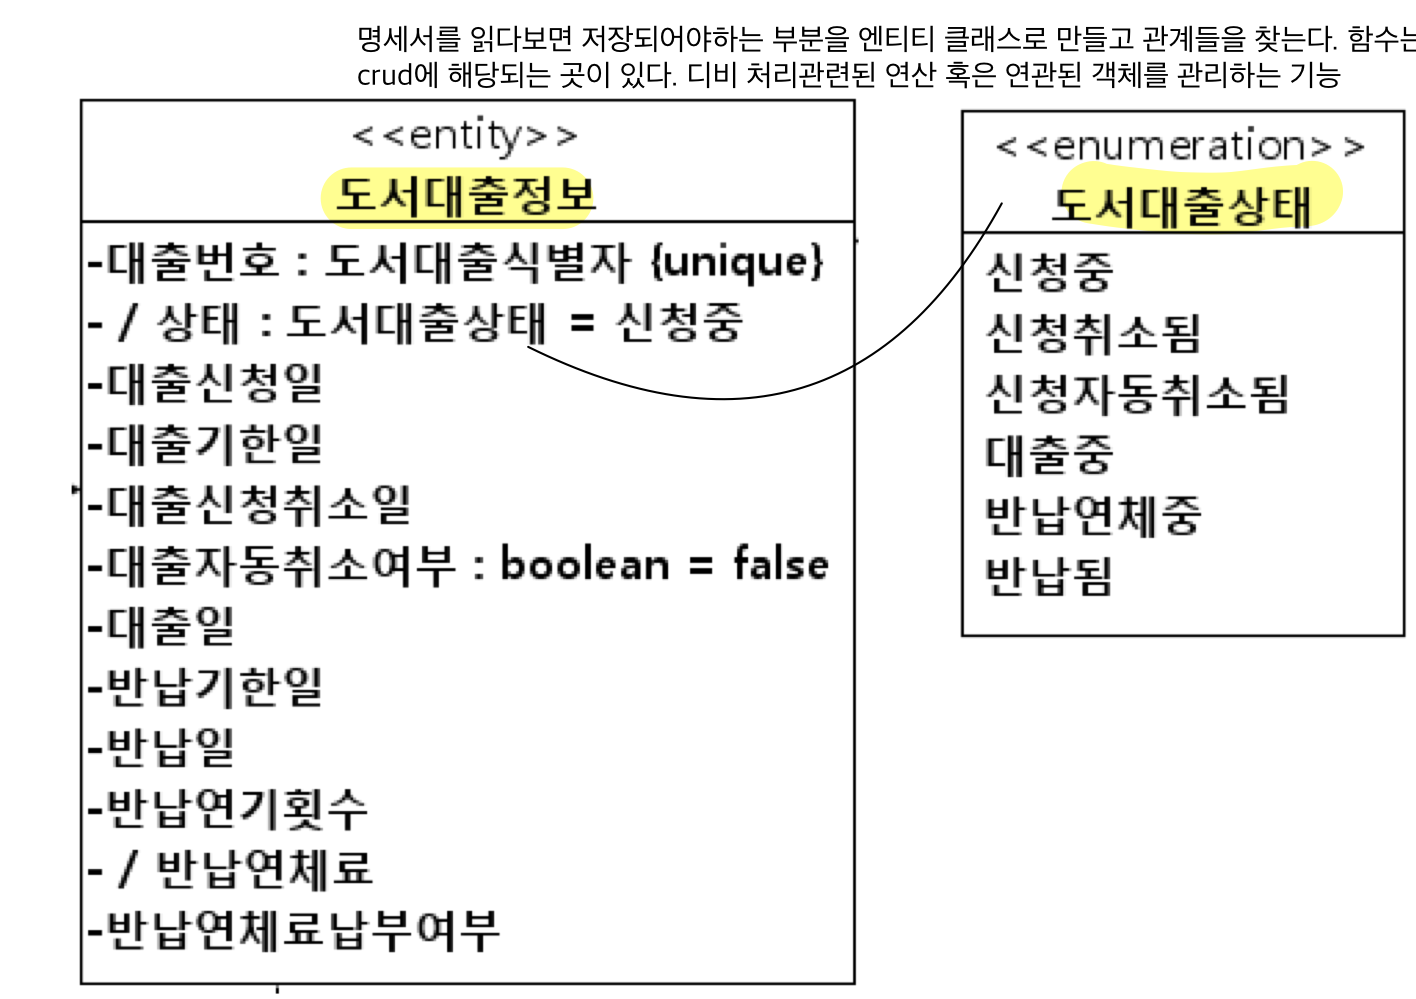 명세서를 읽다보면 저장되어야하는 부분을 엔티티 클래스로 만들고 관계들을 찾는다. 함수는
crud에 해당되는 곳이 있다. 디비 처리관련된 연산 혹은 연관된 객체를 관리하는 기능
<<entity>>
도서대출정보
-대출번호 : 도서대출식별자 {unique}
- / 상태 : 도서대출상태 = 신청중
-대출신청일
-대출기한일
-대출신청취소일
-대출자동취소여부 : boolean = false
-대출일
-반납기한일
-반납일
-반납연기횟수
- / 반납연체료
-반납연체료납부여부
<<enumeration>>
도서대출상태
신청중
신청취소됨
신청자동취소됨
대출중
반납연체중
반납됨